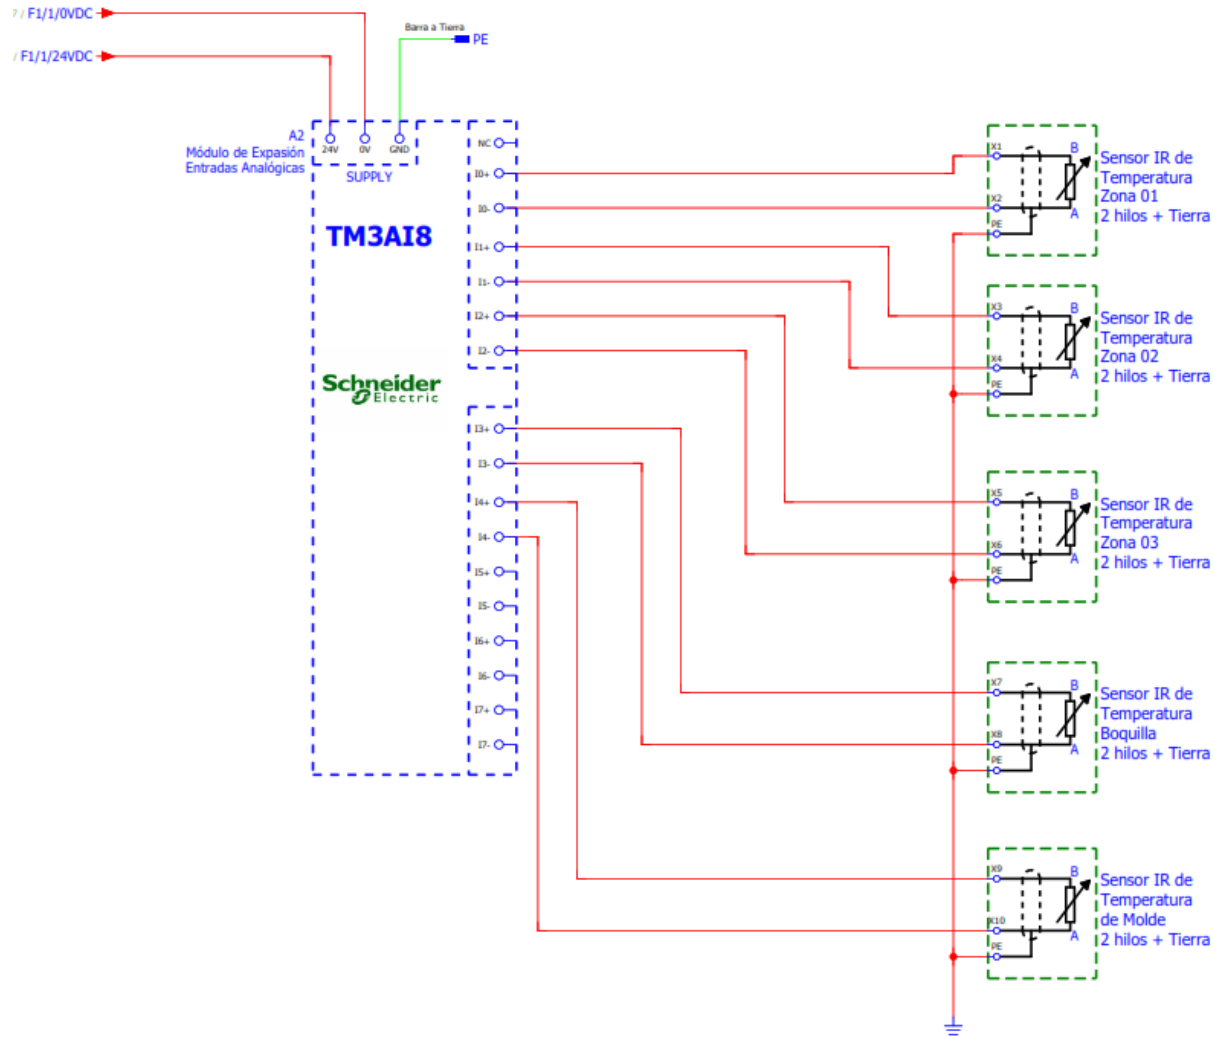 7 / F1/1/0VDC
/ F1/1/24VDC
Barra a Tierra
PE
A2
Módulo de Expasión
Entradas Analógicas
24V
0V
GND
SUPPLY
TM3AI8
Schneider
Electric
NC
I0+
I0-
I1+
I1-
I2+
I2-
I3+
I3-
I4+
I4-
I5+
I5-
I6+
I6-
I7+
I7-
X1
X2
PE
B
A
Sensor IR de
Temperatura
Zona 01
2 hilos + Tierra
X3
X4
PE
B
A
Sensor IR de
Temperatura
Zona 02
2 hilos + Tierra
X5
X6
PE
B
A
Sensor IR de
Temperatura
Zona 03
2 hilos + Tierra
X7
X8
PE
B
A
Sensor IR de
Temperatura
Boquilla
2 hilos + Tierra
X9
X10
PE
B
A
Sensor IR de
Temperatura
de Molde
2 hilos + Tierra